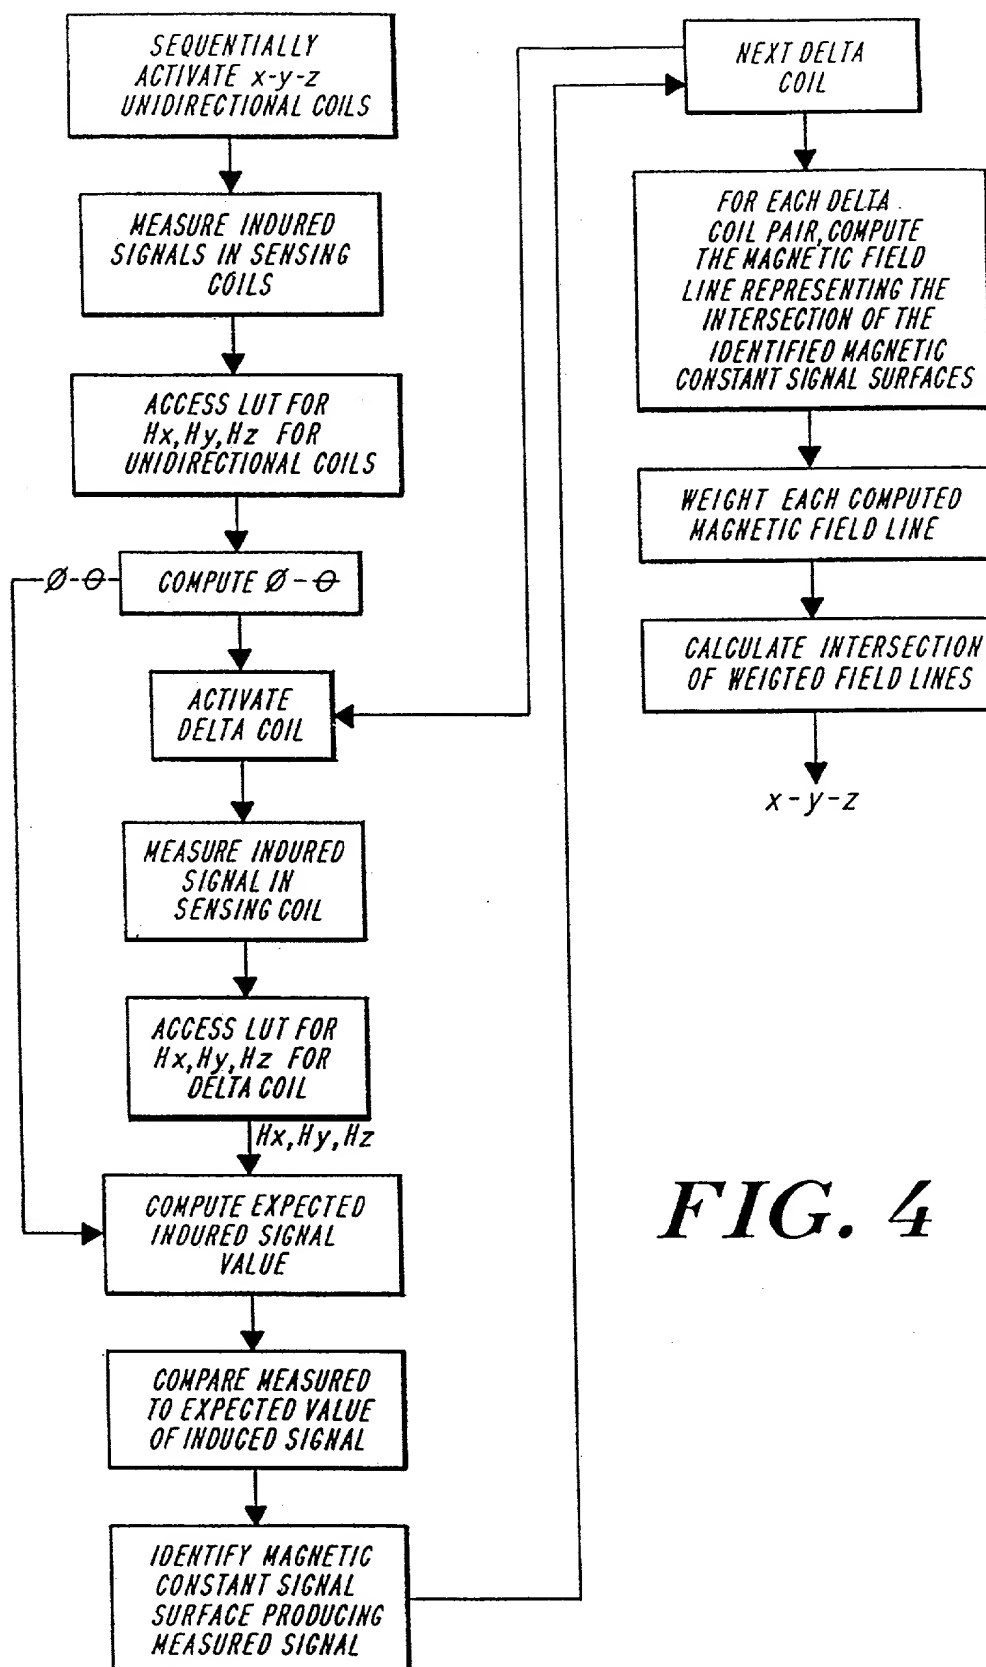 SEQUENTIALLY
ACTIVATE x-y-z
UNIDIRECTIONAL COILS
MEASURE INDURED
SIGNALS IN SENSING
COILS
ACCESS LUT FOR
Hx,Hy,Hz FOR
UNIDIRECTIONAL COILS
Ø-Θ
COMPUTE Ø-Θ
ACTIVATE
DELTA COIL
MEASURE INDURED
SIGNAL IN
SENSING COIL
ACCESS LUT FOR
Hx,Hy,Hz FOR
DELTA COIL
Hx,Hy,Hz
COMPUTE EXPECTED
INDURED SIGNAL
VALUE
COMPARE MEASURED
TO EXPECTED VALUE
OF INDUCED SIGNAL
IDENTIFY MAGNETIC
CONSTANT SIGNAL
SURFACE PRODUCING
MEASURED SIGNAL
NEXT DELTA
COIL
FOR EACH DELTA
COIL PAIR, COMPUTE
THE MAGNETIC FIELD
LINE REPRESENTING THE
INTERSECTION OF THE
IDENTIFIED MAGNETIC
CONSTANT SIGNAL SURFACES
WEIGHT EACH COMPUTED
MAGNETIC FIELD LINE
CALCULATE INTERSECTION
OF WEIGTED FIELD LINES
x-y-z
FIG. 4